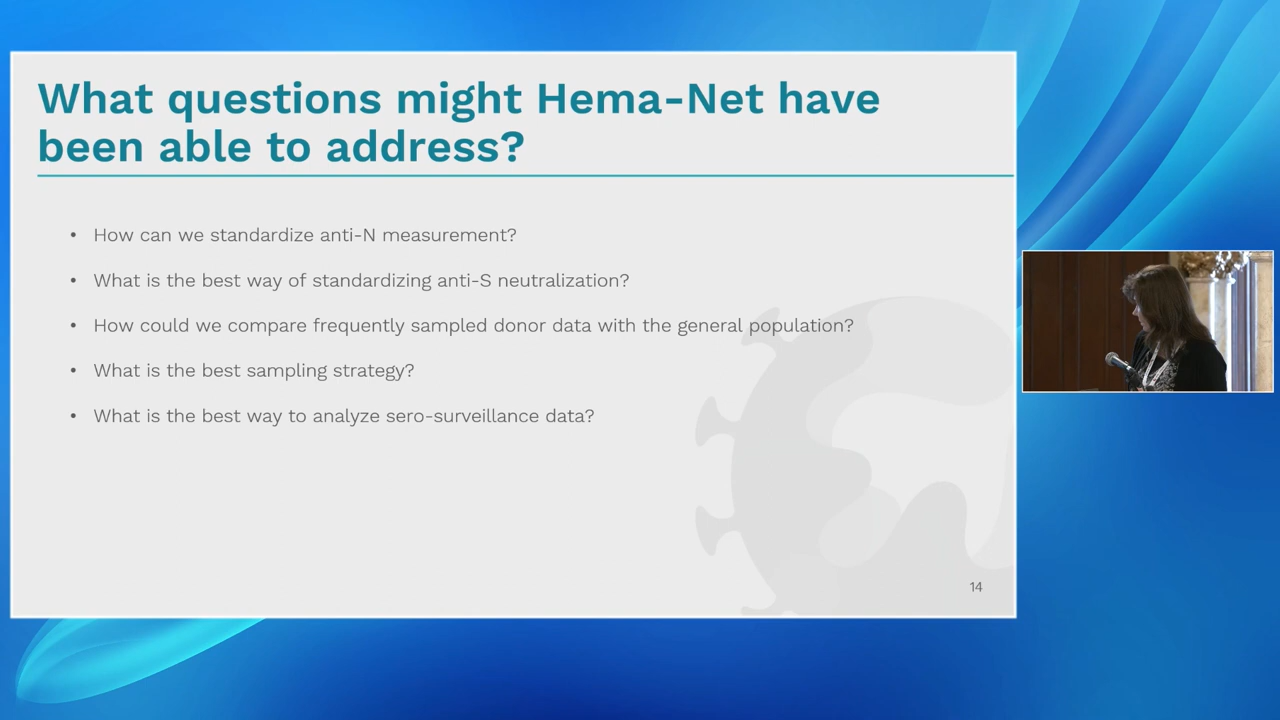 What questions might Hema-Net have
been able to address?
• How can we standardize anti-N measurement?
• What is the best way of standardizing anti-S neutralization?
• How could we compare frequently sampled donor data with the general population?
• What is the best sampling strategy?
• What is the best way to analyze sero-surveillance data?
14